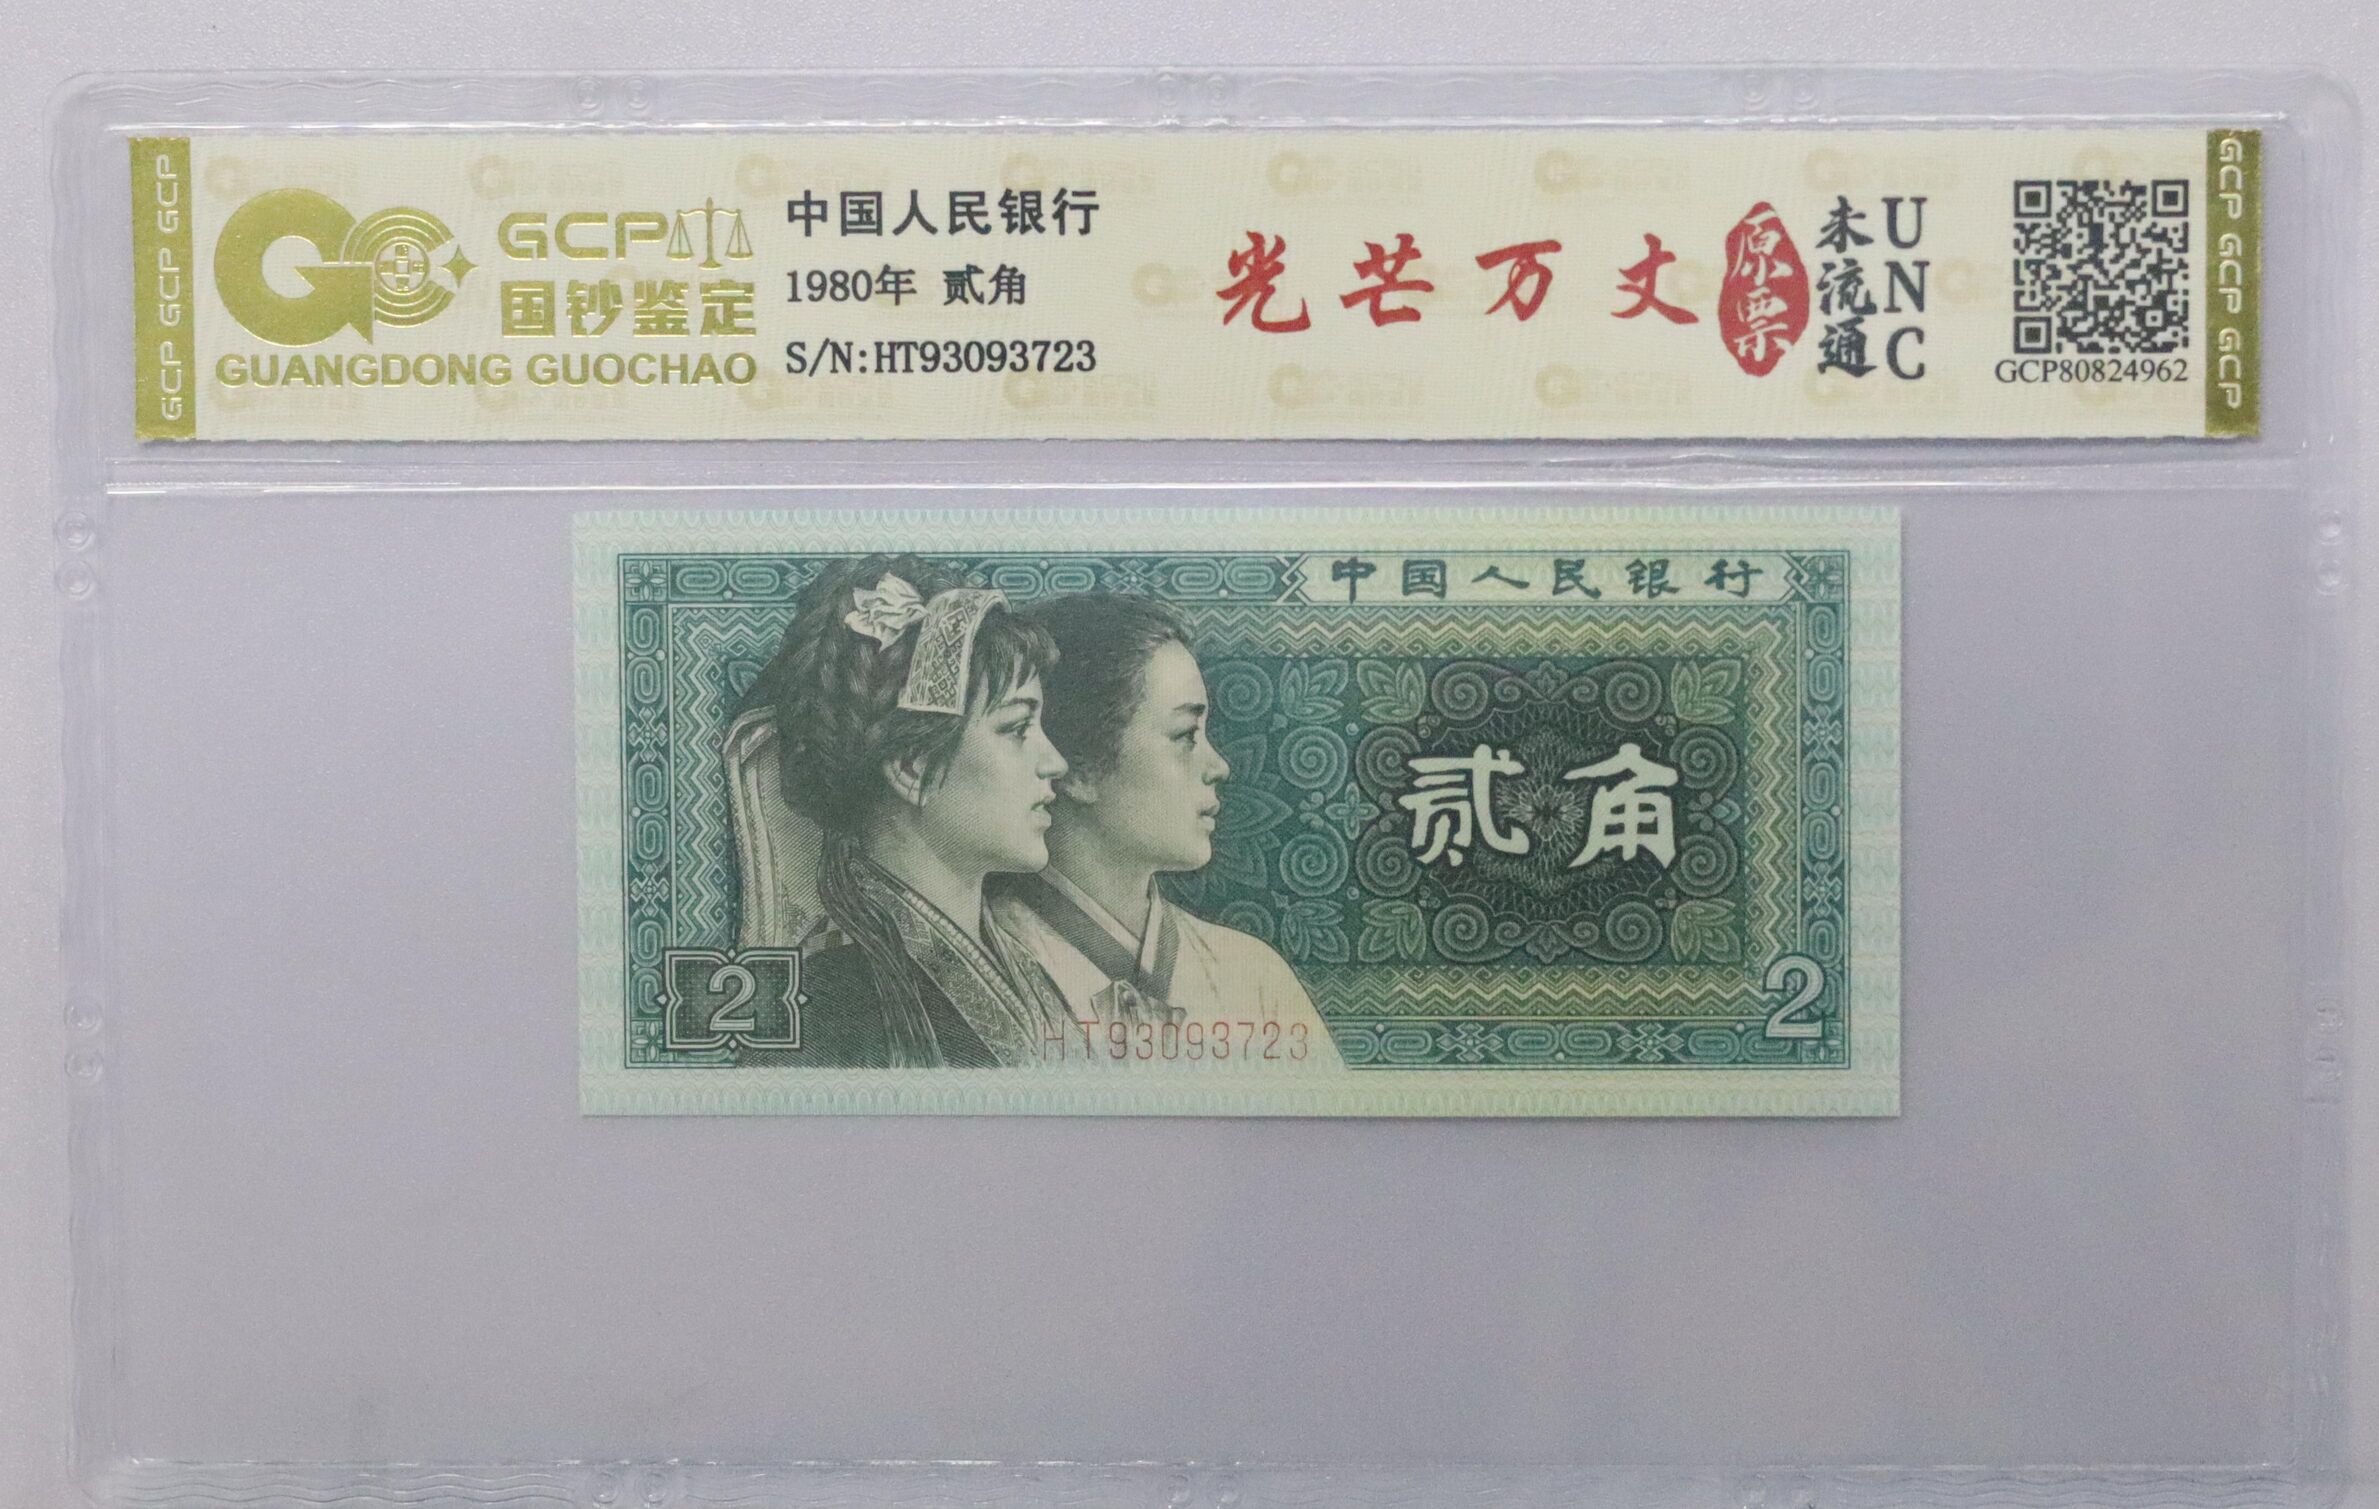 GCP GCP GCP
GCP
国钞鉴定
GUANGDONG GUOCHAO
中国人民银行
1980年 贰角
S/N:HT93093723
光芒万丈
原票
未流通
UNC
GCP80824962
GCP GCP GCP
中国人民银行
贰角
2
2
HT93093723